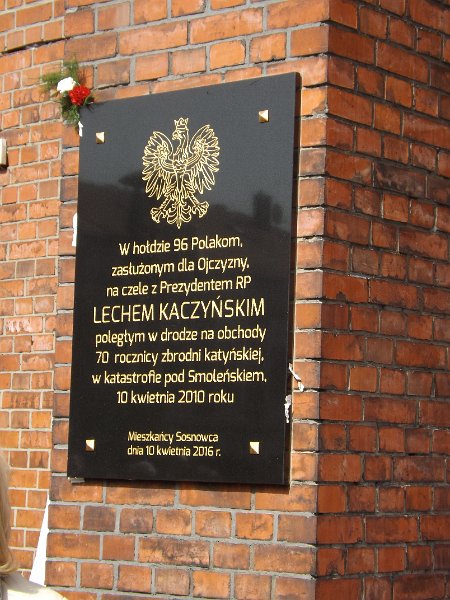 W hołdzie 96 Polakom,
zasłużonym dla Ojczyzny,
na czele z Prezydentem RP
LECHEM KACZYŃSKIM
poległym w drodze na obchody
70 rocznicy zbrodni katyńskiej,
w katastrofie pod Smoleńskiem,
10 kwietnia 2010 roku
Mieszkańcy Sosnowca
dnia 10 kwietnia 2016 r.